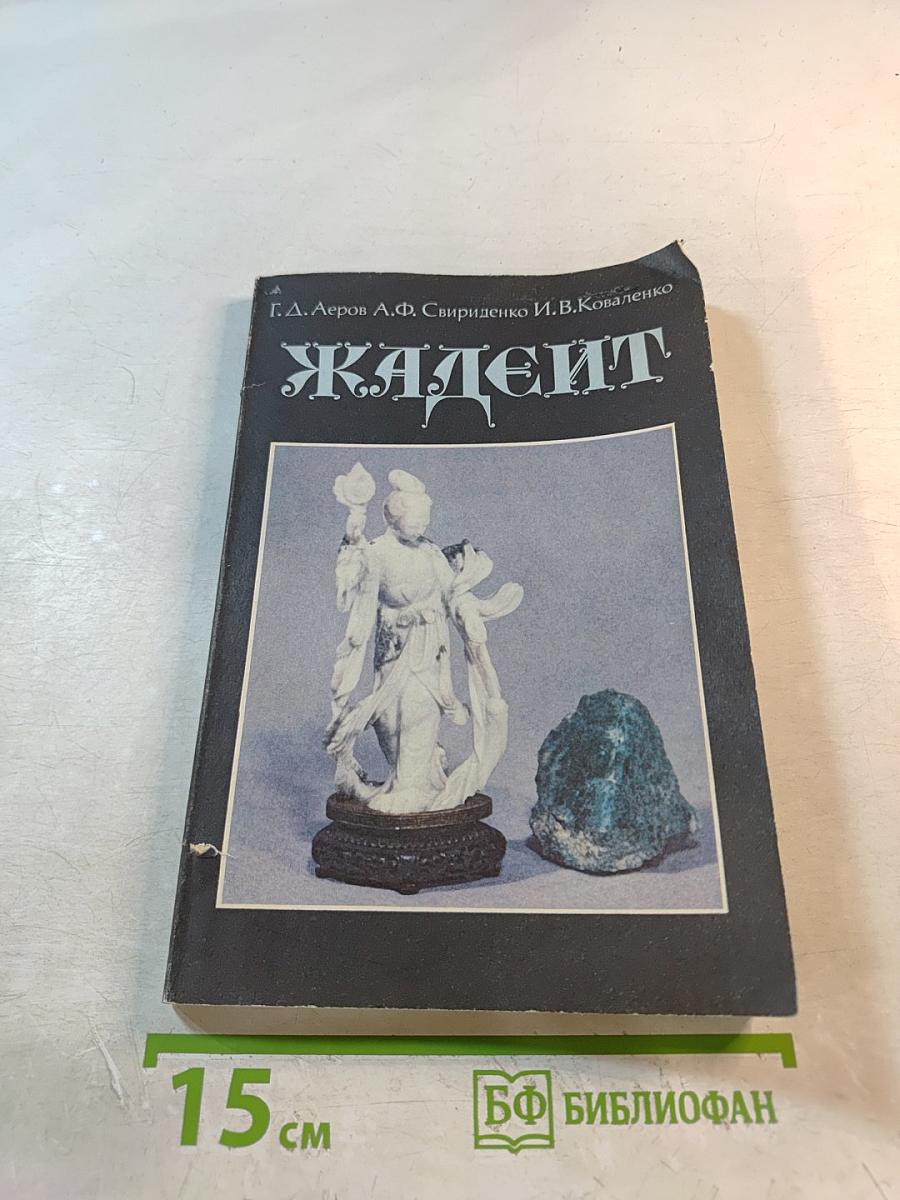 Г. Д. Аеров А.Ф. Свириденко И.В.Коваленко
ЖАДЕИТ
15 см
БФ БИБЛИОФАН